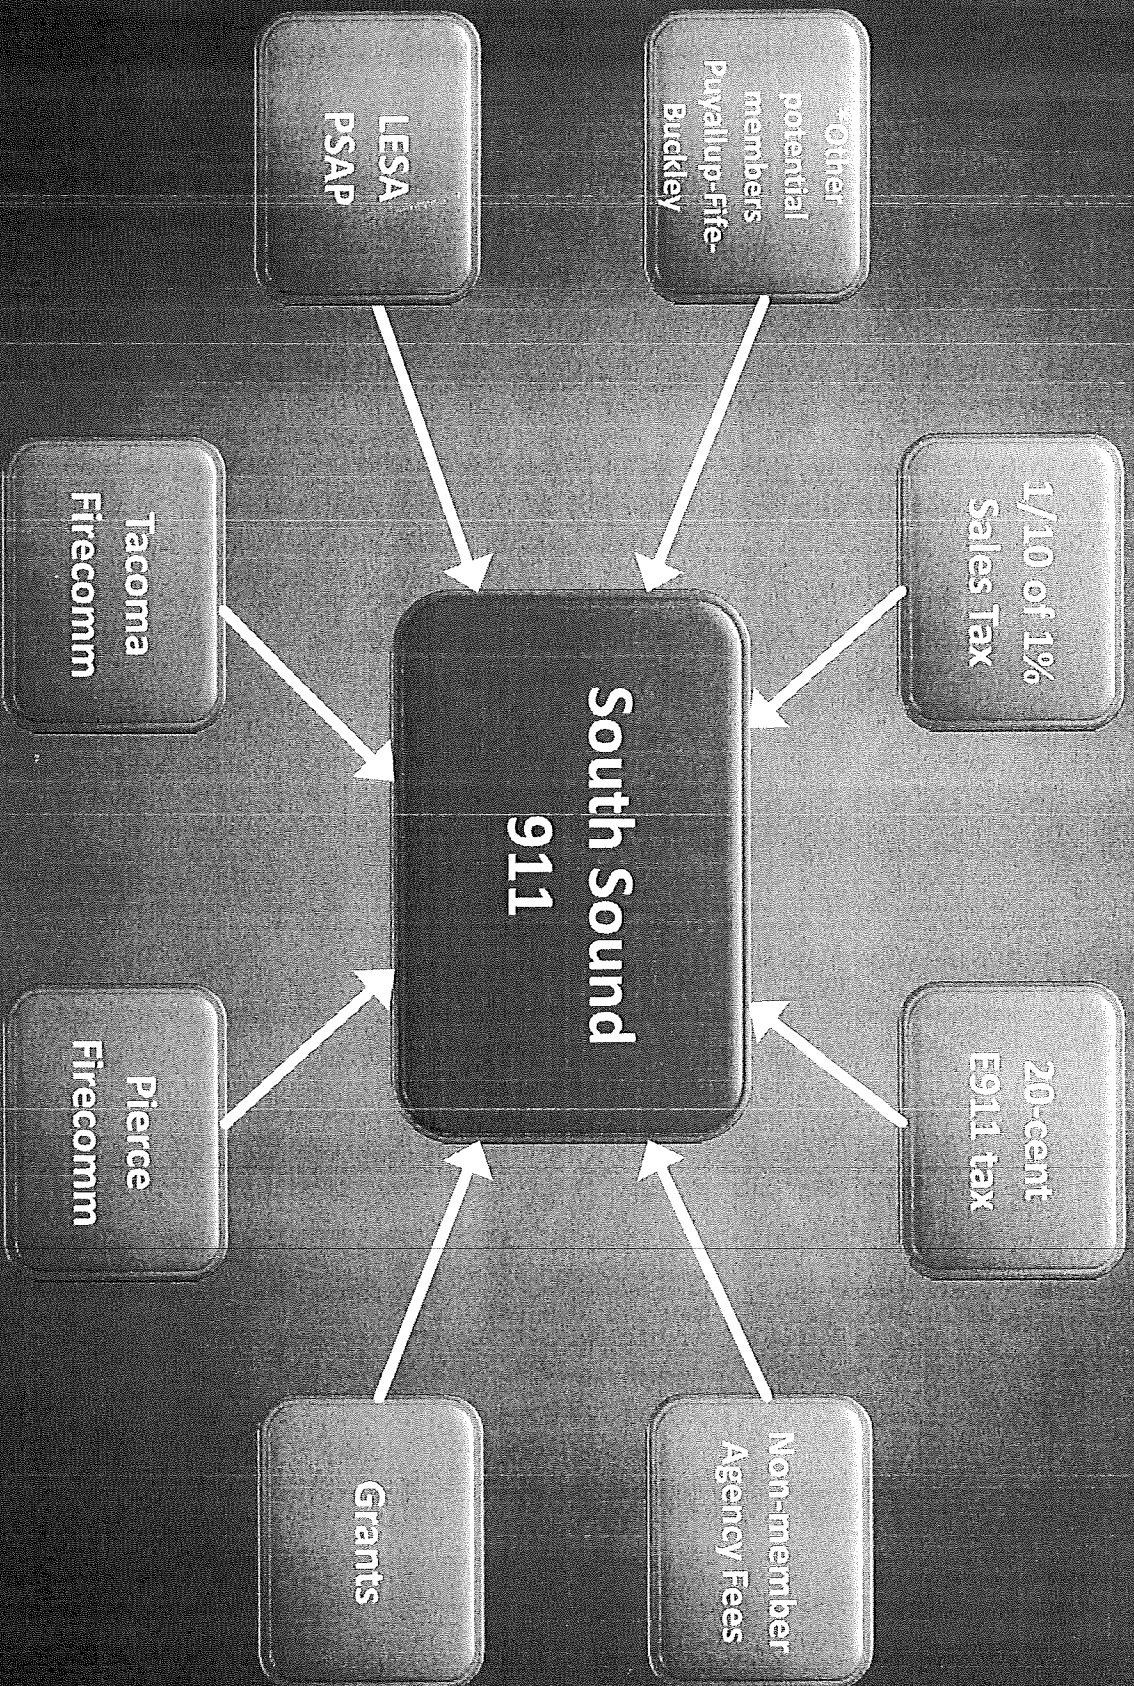 1/10 of 1%
Sales Tax
20-cent
E911 tax
*Other
potential
members
Puyallup-Fife-
Buckley
Non-member
Agency Fees
South Sound
911
LESA
PSAP
Grants
Tacoma
Firecomm
Pierce
Firecomm